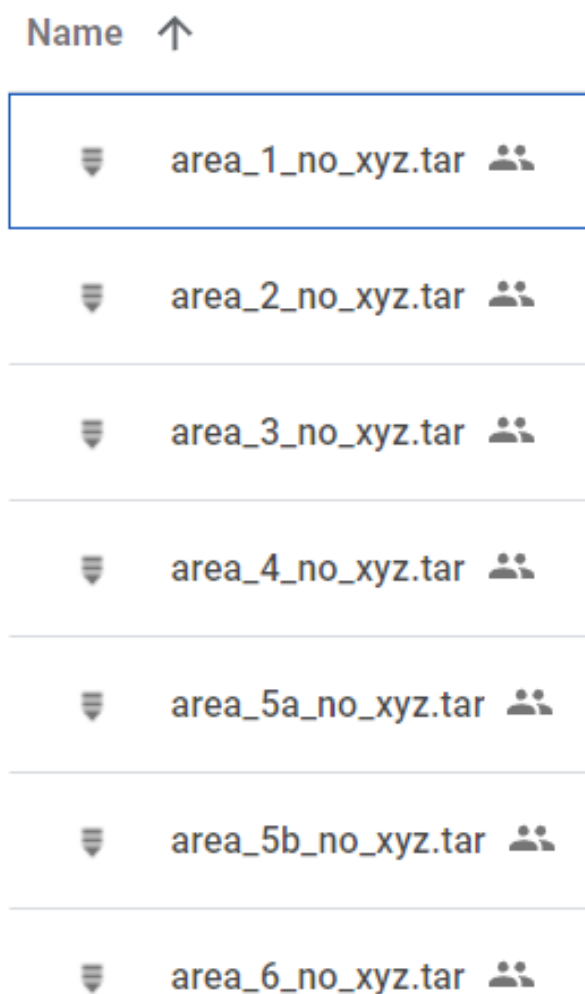 Name
area_1_no_xyz.tar
area_2_no_xyz.tar
area_3_no_xyz.tar
area_4_no_xyz.tar
area_5a_no_xyz.tar
area_5b_no_xyz.tar
area_6_no_xyz.tar